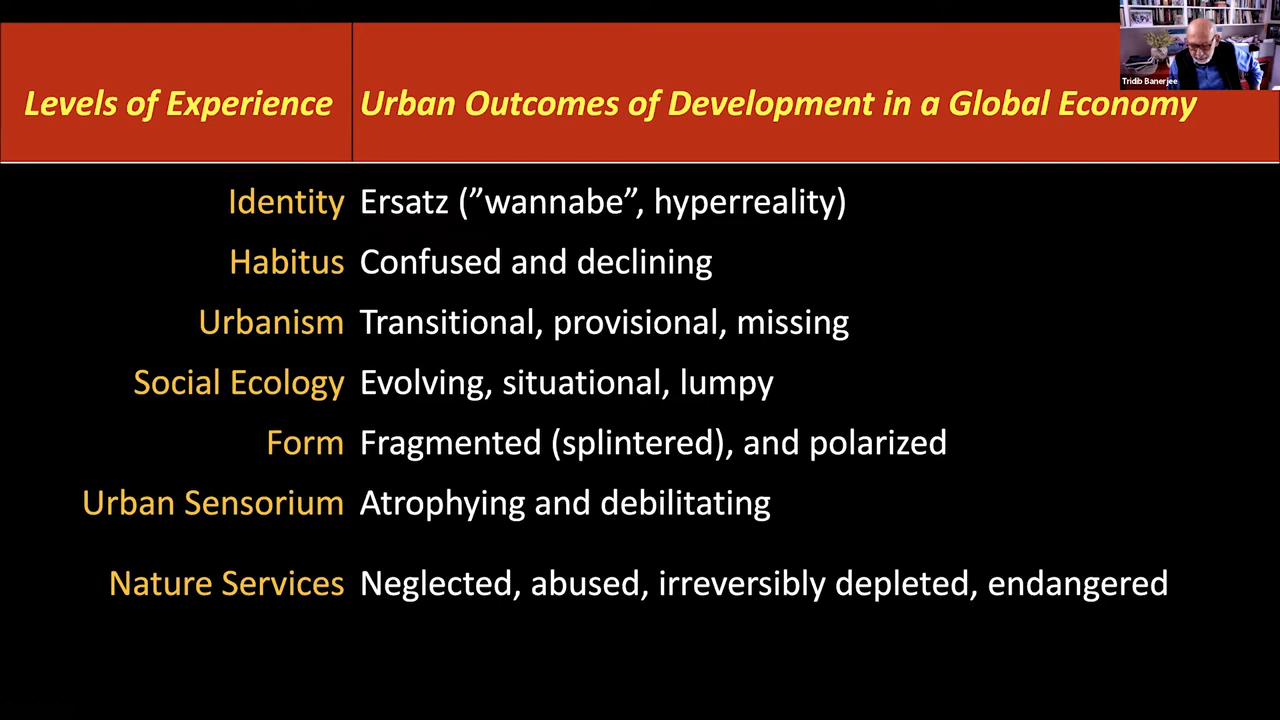 Tridib Banerjee
Levels of Experience Urban Outcomes of Development in a Global Economy
Identity Ersatz (”wannabe”, hyperreality)
Habitus Confused and declining
Urbanism Transitional, provisional, missing
Social Ecology Evolving, situational, lumpy
Form Fragmented (splintered), and polarized
Urban Sensorium Atrophying and debilitating
Nature Services Neglected, abused, irreversibly depleted, endangered